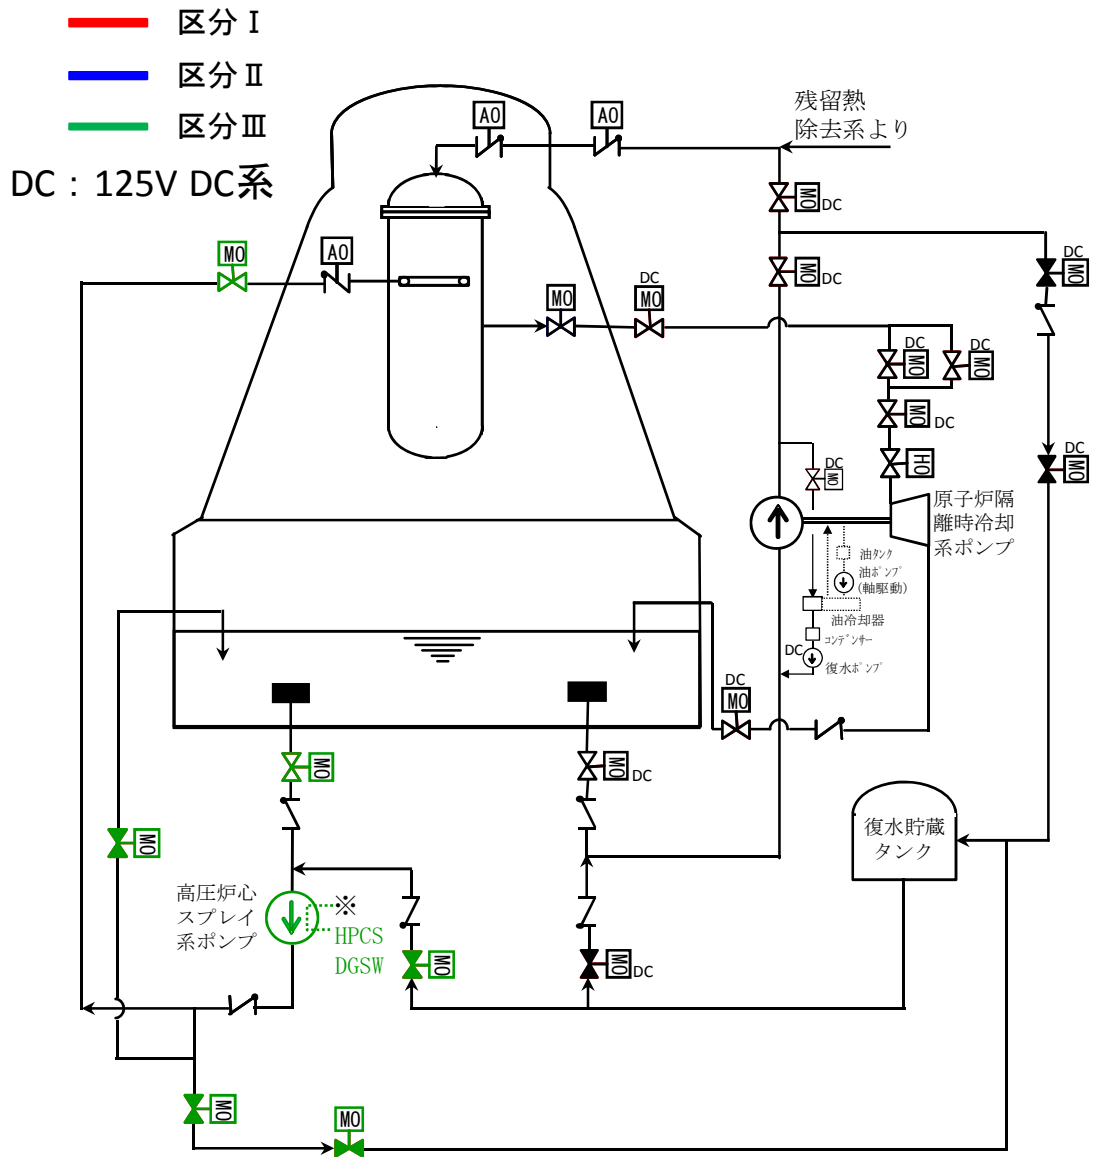 区分Ⅰ
区分Ⅱ
区分Ⅲ
DC：125V DC系
残留熱
除去系より
AO
AO
MO
DC
MO
AO
DC
MO
MO
DC
MO
DC
MO
DC
MO
DC
MO
DC
MO
DC
HO
DC
MO
DC
MO
原子炉隔
離時冷却
系ポンプ
油タンク
油ポンプ
(軸駆動)
油冷却器
コンデンサー
DC
復水ポンプ
DC
MO
MO
MO
DC
MO
復水貯蔵
タンク
高圧炉心
スプレイ
系ポンプ
※
HPCS
DGSW
MO
MO
DC
MO
MO